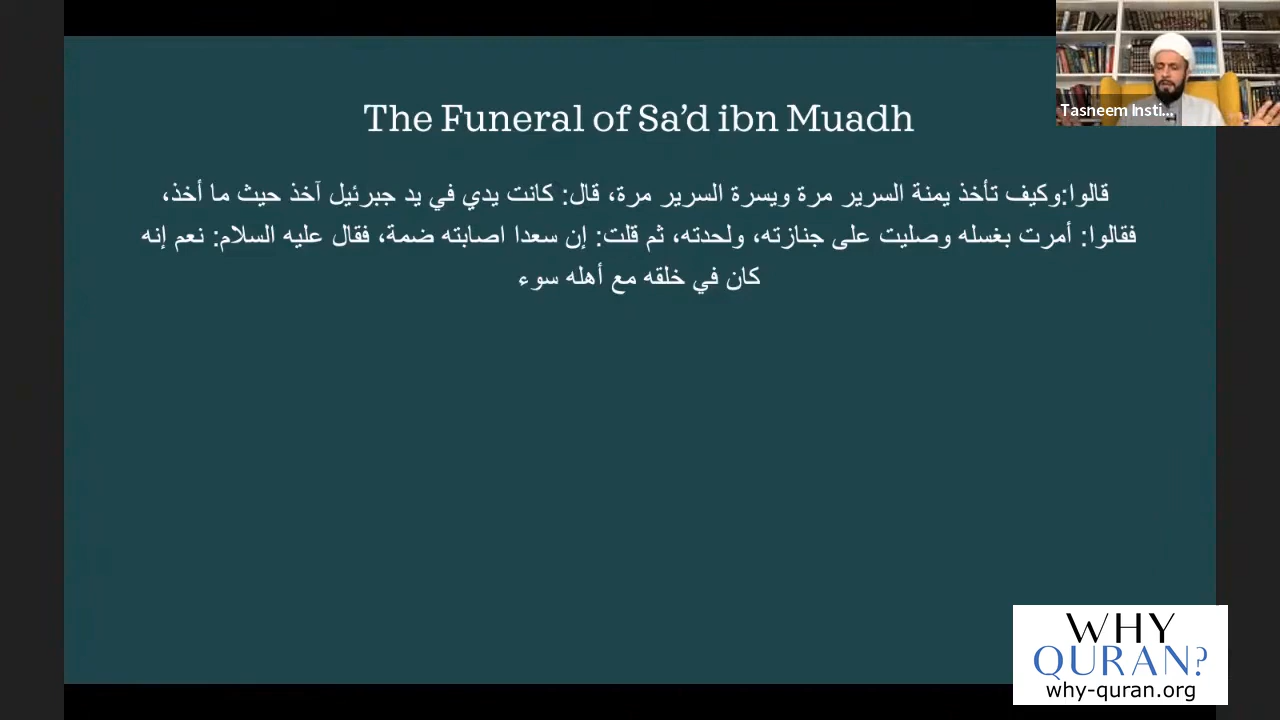 Tasneem Insti...
The Funeral of Sa’d ibn Muadh
قالوا:وكيف تأخذ يمنة السرير مرة ويسرة السرير مرة، قال: كانت يدي في يد جبرئيل آخذ حيث ما أخذ،
فقالوا: أمرت بغسله وصليت على جنازته، ولحدته، ثم قلت: إن سعدا اصابته ضمة، فقال عليه السلام: نعم إنه
كان في خلقه مع أهله سوء
WHY
QURAN?
why-quran.org